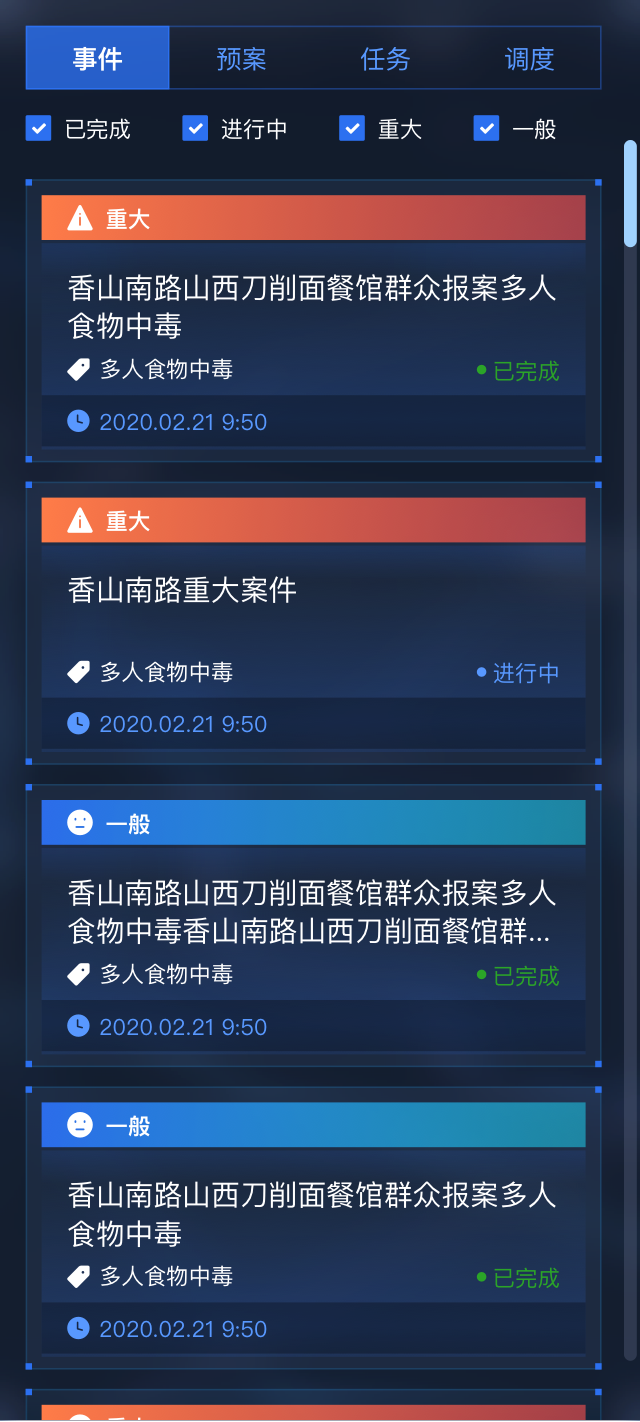 事件 预案 任务 调度
已完成 进行中 重大 一般
重大
香山南路山西刀削面餐馆群众报案多人
食物中毒
多人食物中毒 已完成
2020.02.21 9:50
重大
香山南路重大案件
多人食物中毒 进行中
2020.02.21 9:50
一般
香山南路山西刀削面餐馆群众报案多人
食物中毒香山南路山西刀削面餐馆群...
多人食物中毒 已完成
2020.02.21 9:50
一般
香山南路山西刀削面餐馆群众报案多人
食物中毒
多人食物中毒 已完成
2020.02.21 9:50